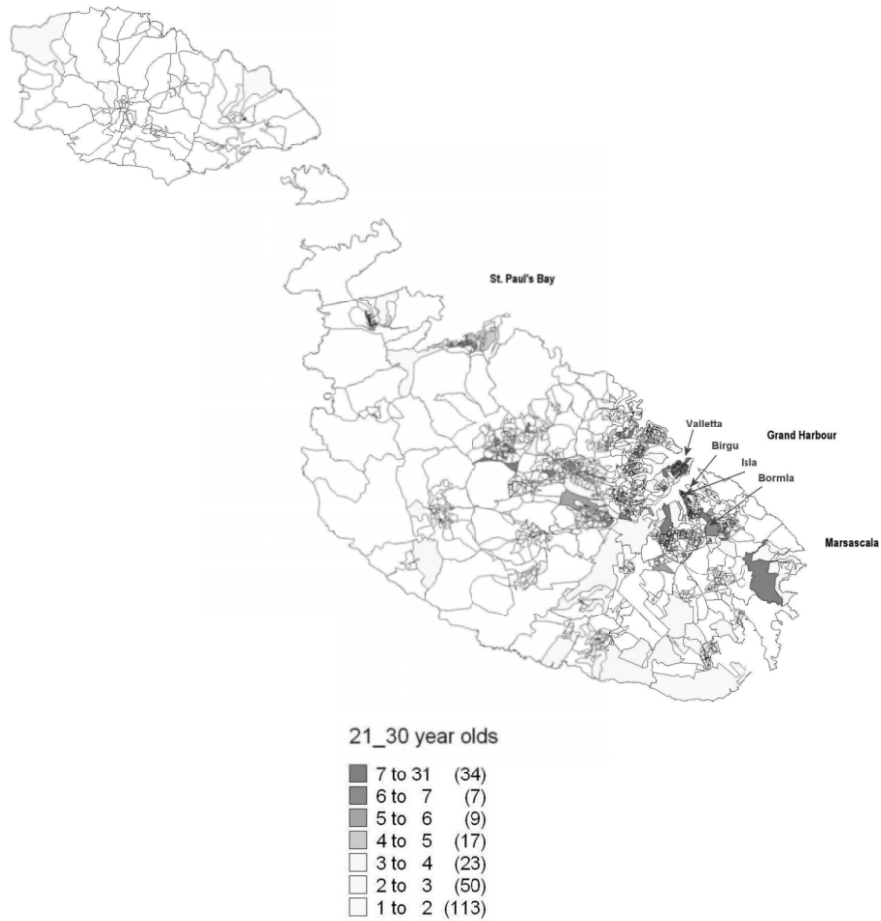 St. Paul's Bay
Valletta
Grand Harbour
Birgu
Isla
Bormla
Marsascala
21_30 year olds
7 to 31 (34)
6 to 7 (7)
5 to 6 (9)
4 to 5 (17)
3 to 4 (23)
2 to 3 (50)
1 to 2 (113)